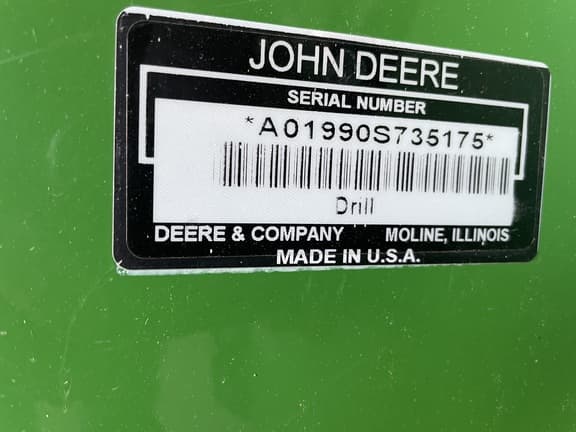 JOHN DEERE
SERIAL NUMBER
*A01990S735175*
Drill
DEERE & COMPANY MOLINE, ILLINOIS
MADE IN U.S.A.